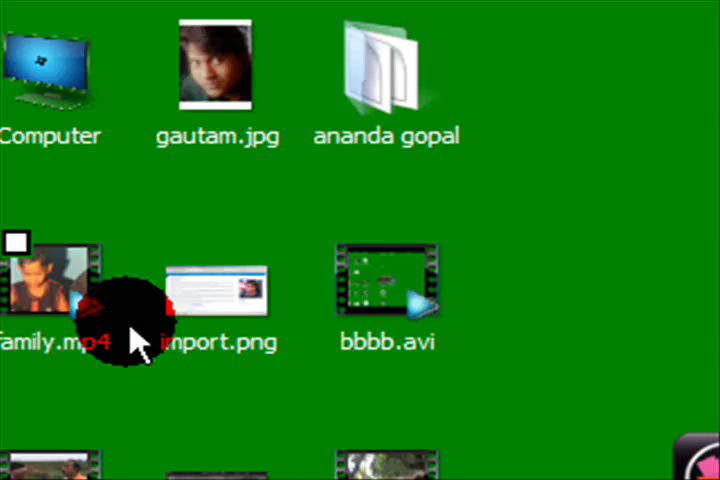 Computer
gautam.jpg
ananda gopal
family.mp4
import.png
bbbb.avi